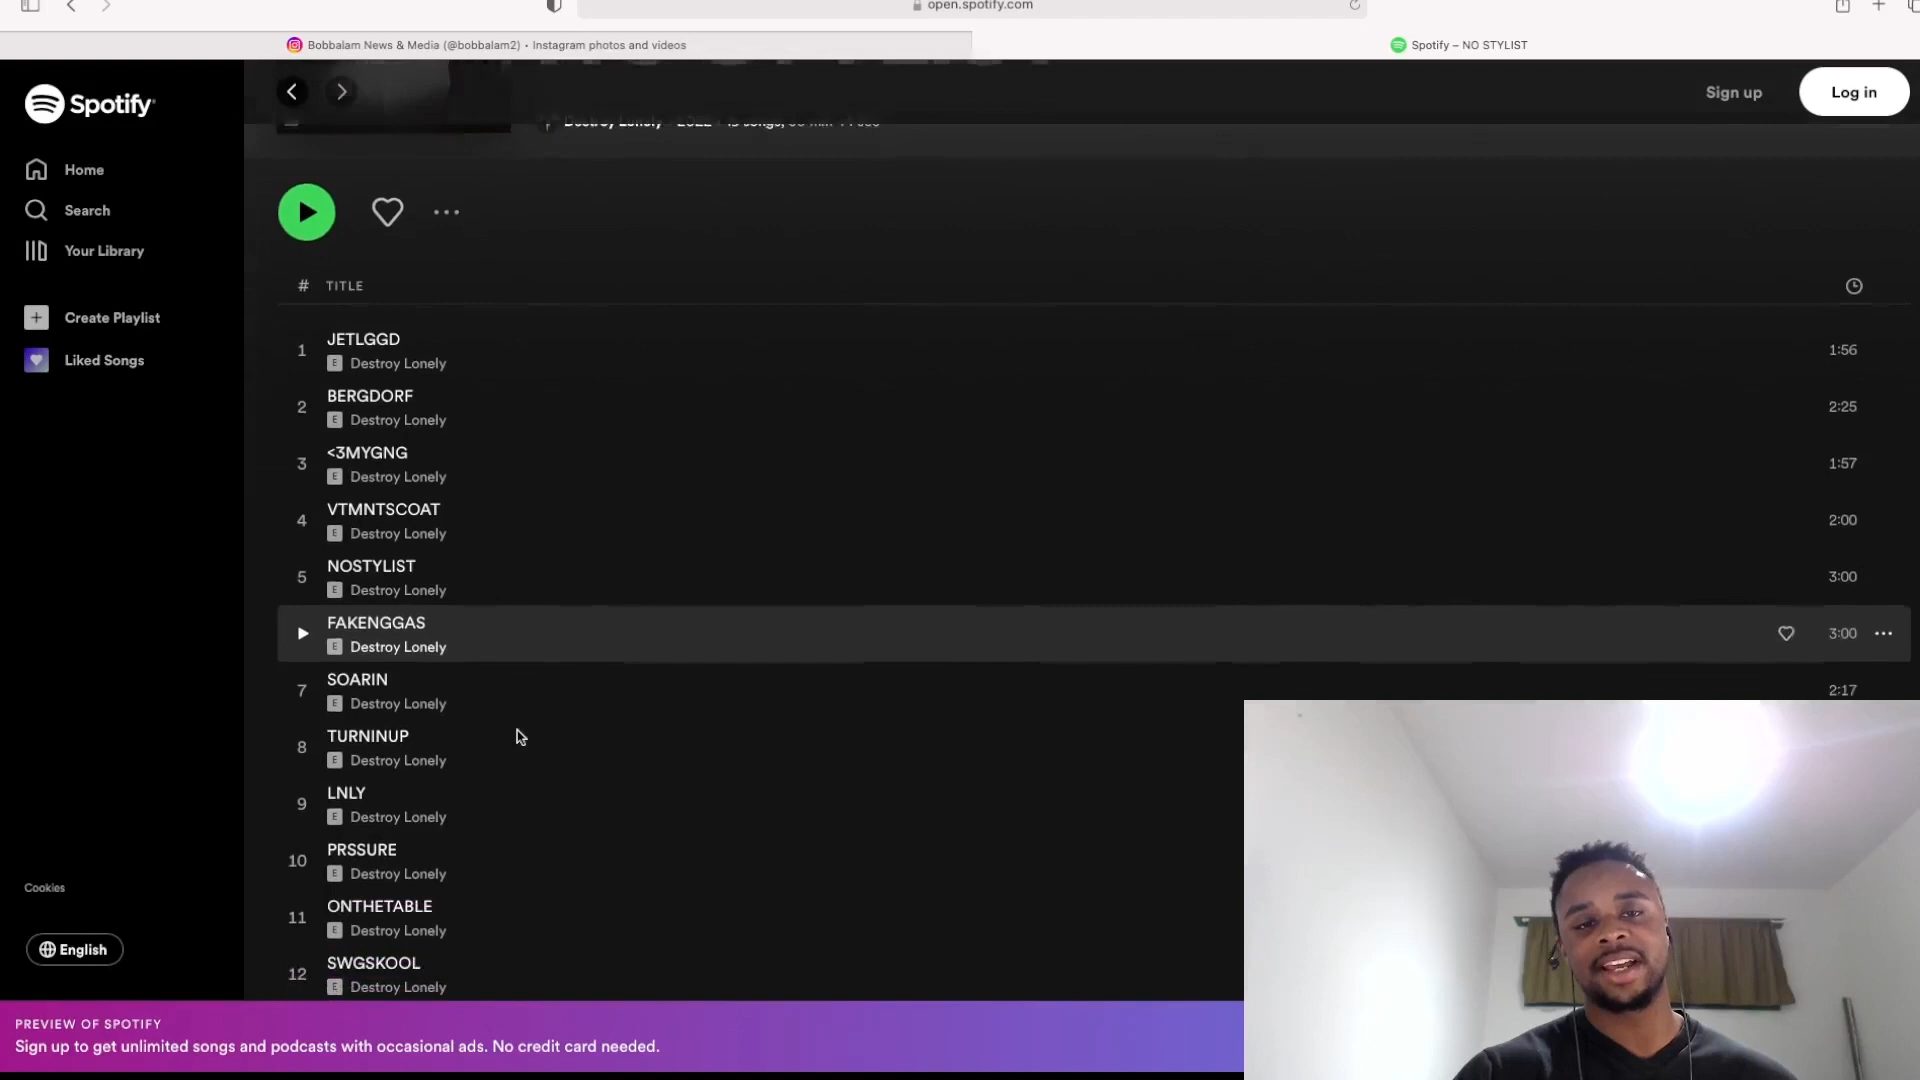 open.spotify.com
Bobbalam News & Media (@bobbalam2) • Instagram photos and videos
Spotify – NO STYLIST
Spotify
Sign up
Log in
Destroy Lonely
Home
Search
Your Library
Create Playlist
Liked Songs
# TITLE
1 JETLGGD 1:56
E Destroy Lonely
2 BERGDORF 2:25
E Destroy Lonely
3 <3MYGNG 1:57
E Destroy Lonely
4 VTMNTSCOAT 2:00
E Destroy Lonely
5 NOSTYLIST 3:00
E Destroy Lonely
FAKENGGAS 3:00
E Destroy Lonely
7 SOARIN 2:17
E Destroy Lonely
8 TURNINUP
E Destroy Lonely
9 LNLY
E Destroy Lonely
10 PRSSURE
E Destroy Lonely
11 ONTHETABLE
E Destroy Lonely
12 SWGSKOOL
E Destroy Lonely
Cookies
English
PREVIEW OF SPOTIFY
Sign up to get unlimited songs and podcasts with occasional ads. No credit card needed.